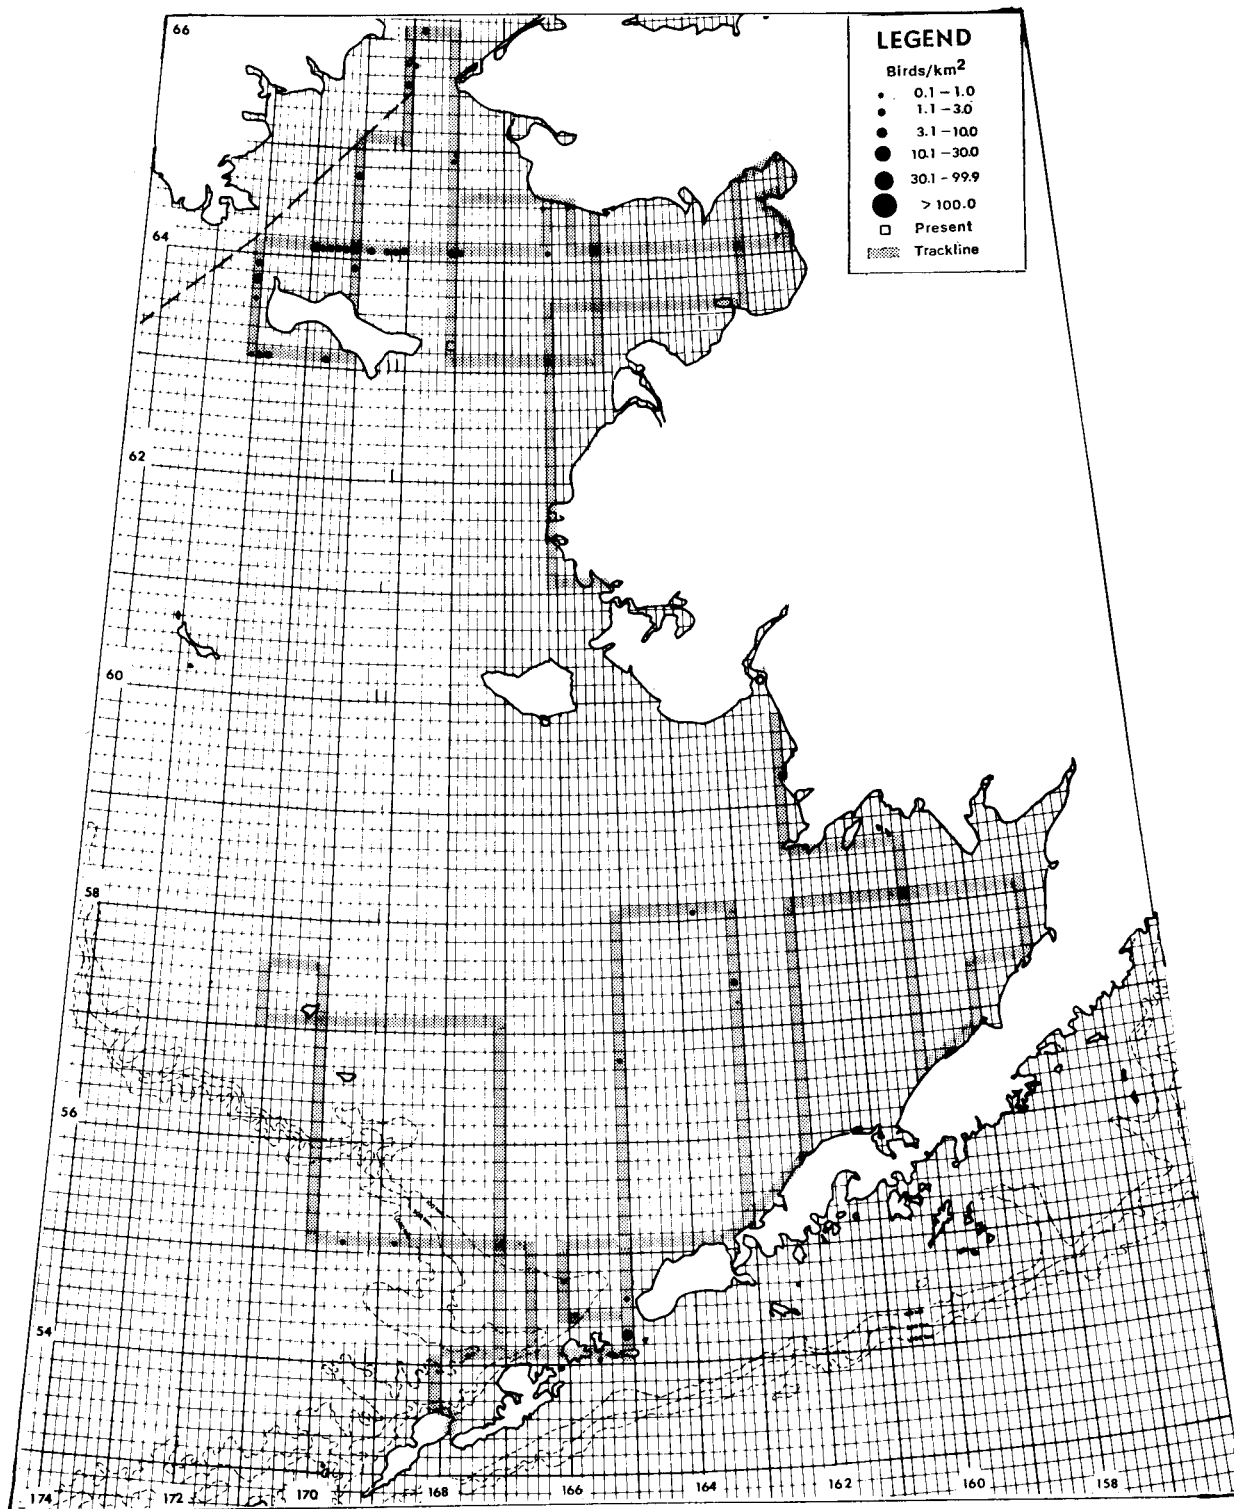 66
LEGEND
Birds/km²
0.1 – 1.0
1.1 – 3.0
3.1 – 10.0
10.1 – 30.0
30.1 – 99.9
> 100.0
Present
Trackline
64
62
60
58
56
54
174 172 170 168 166 164 162 160 158